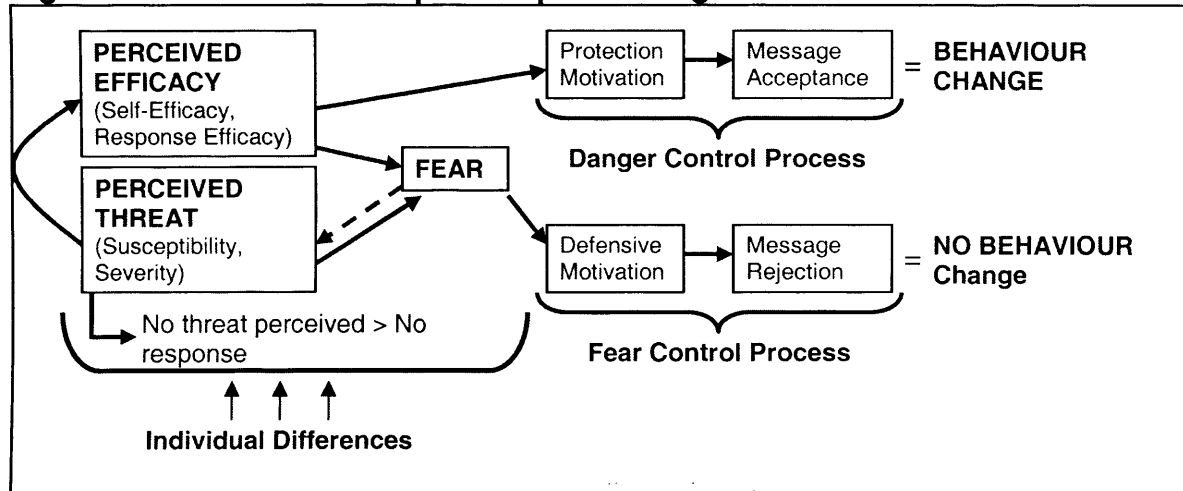 PERCEIVED
EFFICACY
(Self-Efficacy,
Response Efficacy)
PERCEIVED
THREAT
(Susceptibility,
Severity)
No threat perceived > No
response
Individual Differences
FEAR
Protection
Motivation
Message
Acceptance
= BEHAVIOUR
CHANGE
Danger Control Process
Defensive
Motivation
Message
Rejection
= NO BEHAVIOUR
Change
Fear Control Process